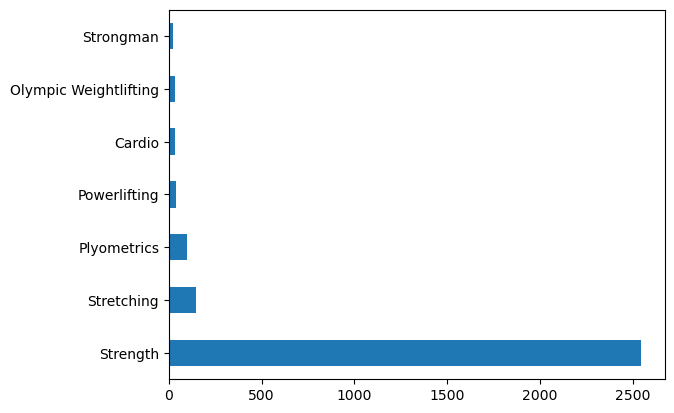 Strongman
Olympic Weightlifting
Cardio
Powerlifting
Plyometrics
Stretching
Strength
0 500 1000 1500 2000 2500